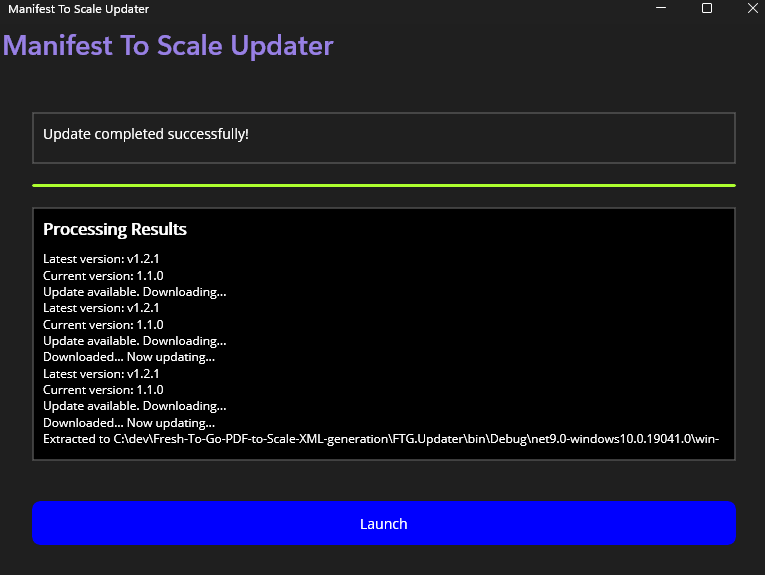 Manifest To Scale Updater
Manifest To Scale Updater
Update completed successfully!
Processing Results
Latest version: v1.2.1
Current version: 1.1.0
Update available. Downloading...
Latest version: v1.2.1
Current version: 1.1.0
Update available. Downloading...
Downloaded... Now updating...
Latest version: v1.2.1
Current version: 1.1.0
Update available. Downloading...
Downloaded... Now updating...
Extracted to C:\dev\Fresh-To-Go-PDF-to-Scale-XML-generation\FTG.Updater\bin\Debug\net9.0-windows10.0.19041.0\win-
Launch